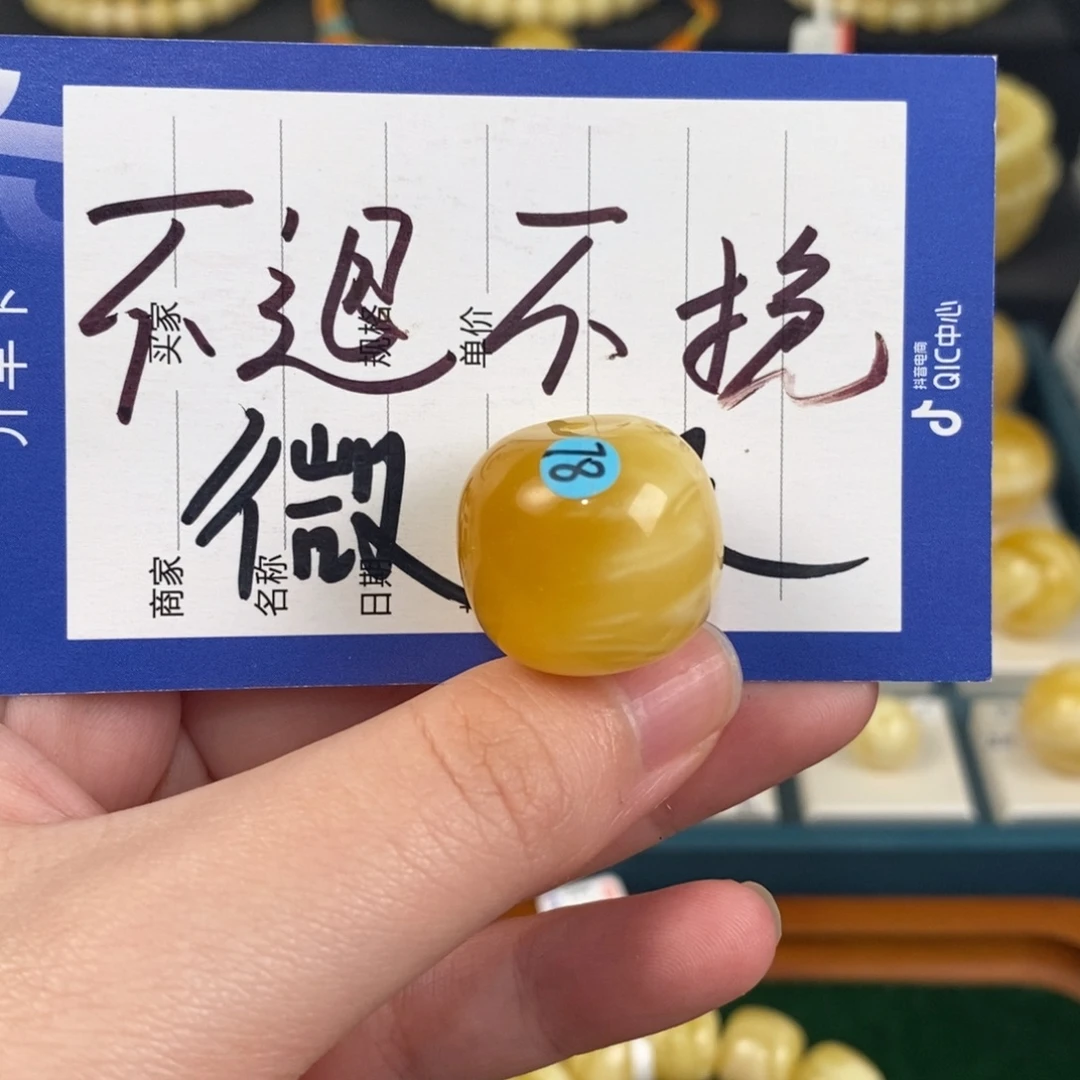 不退不换
微
买家
规格
单价
商家
名称
日期
抖音电商
QIC中心